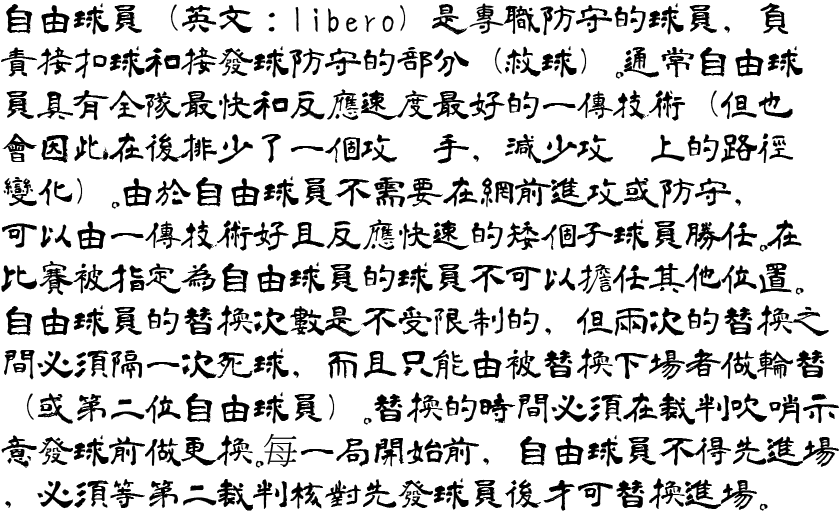 自由球員（英文：libero）是專職防守的球員，負
責接扣球和接發球防守的部分（救球）。通常自由球
員具有全隊最快和反應速度最好的一傳技術（但也
會因此在後排少了一個攻　手，減少攻　上的路徑
變化）。由於自由球員不需要在網前進攻或防守，
可以由一傳技術好且反應快速的矮個子球員勝任。在
比賽被指定為自由球員的球員不可以擔任其他位置。
自由球員的替換次數是不受限制的，但兩次的替換之
間必須隔一次死球，而且只能由被替換下場者做輪替
（或第二位自由球員）。替換的時間必須在裁判吹哨示
意發球前做更換。每一局開始前，自由球員不得先進場
，必須等第二裁判核對先發球員後才可替換進場。